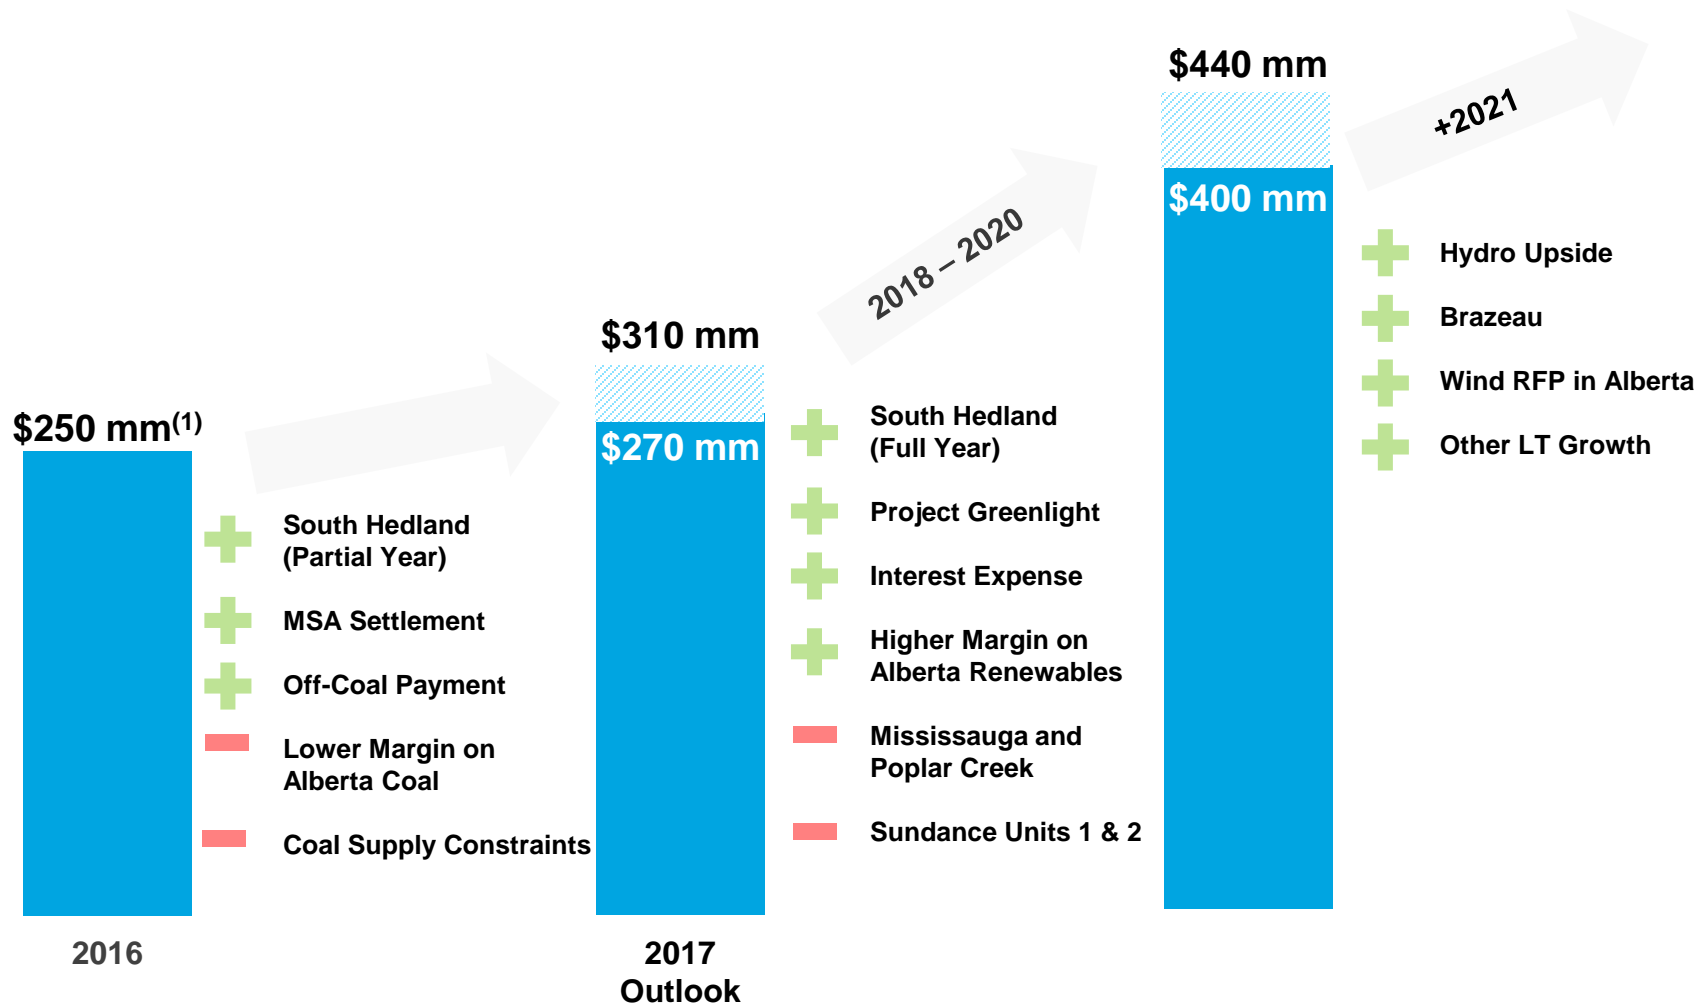 $250 mm(1)
2016
South Hedland
(Partial Year)
MSA Settlement
Off-Coal Payment
Lower Margin on
Alberta Coal
Coal Supply Constraints
$310 mm
$270 mm
2017
Outlook
2018 – 2020
South Hedland
(Full Year)
Project Greenlight
Interest Expense
Higher Margin on
Alberta Renewables
Mississauga and
Poplar Creek
Sundance Units 1 & 2
$440 mm
$400 mm
+2021
Hydro Upside
Brazeau
Wind RFP in Alberta
Other LT Growth